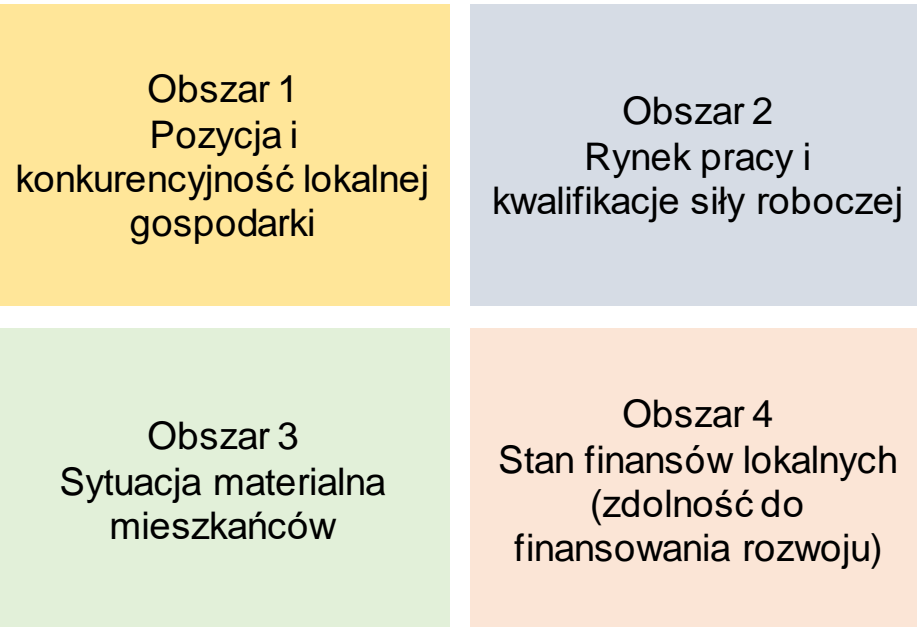 Obszar 1
Pozycja i
konkurencyjność lokalnej
gospodarki
Obszar 2
Rynek pracy i
kwalifikacje siły roboczej
Obszar 3
Sytuacja materialna
mieszkańców
Obszar 4
Stan finansów lokalnych
(zdolność do
finansowania rozwoju)